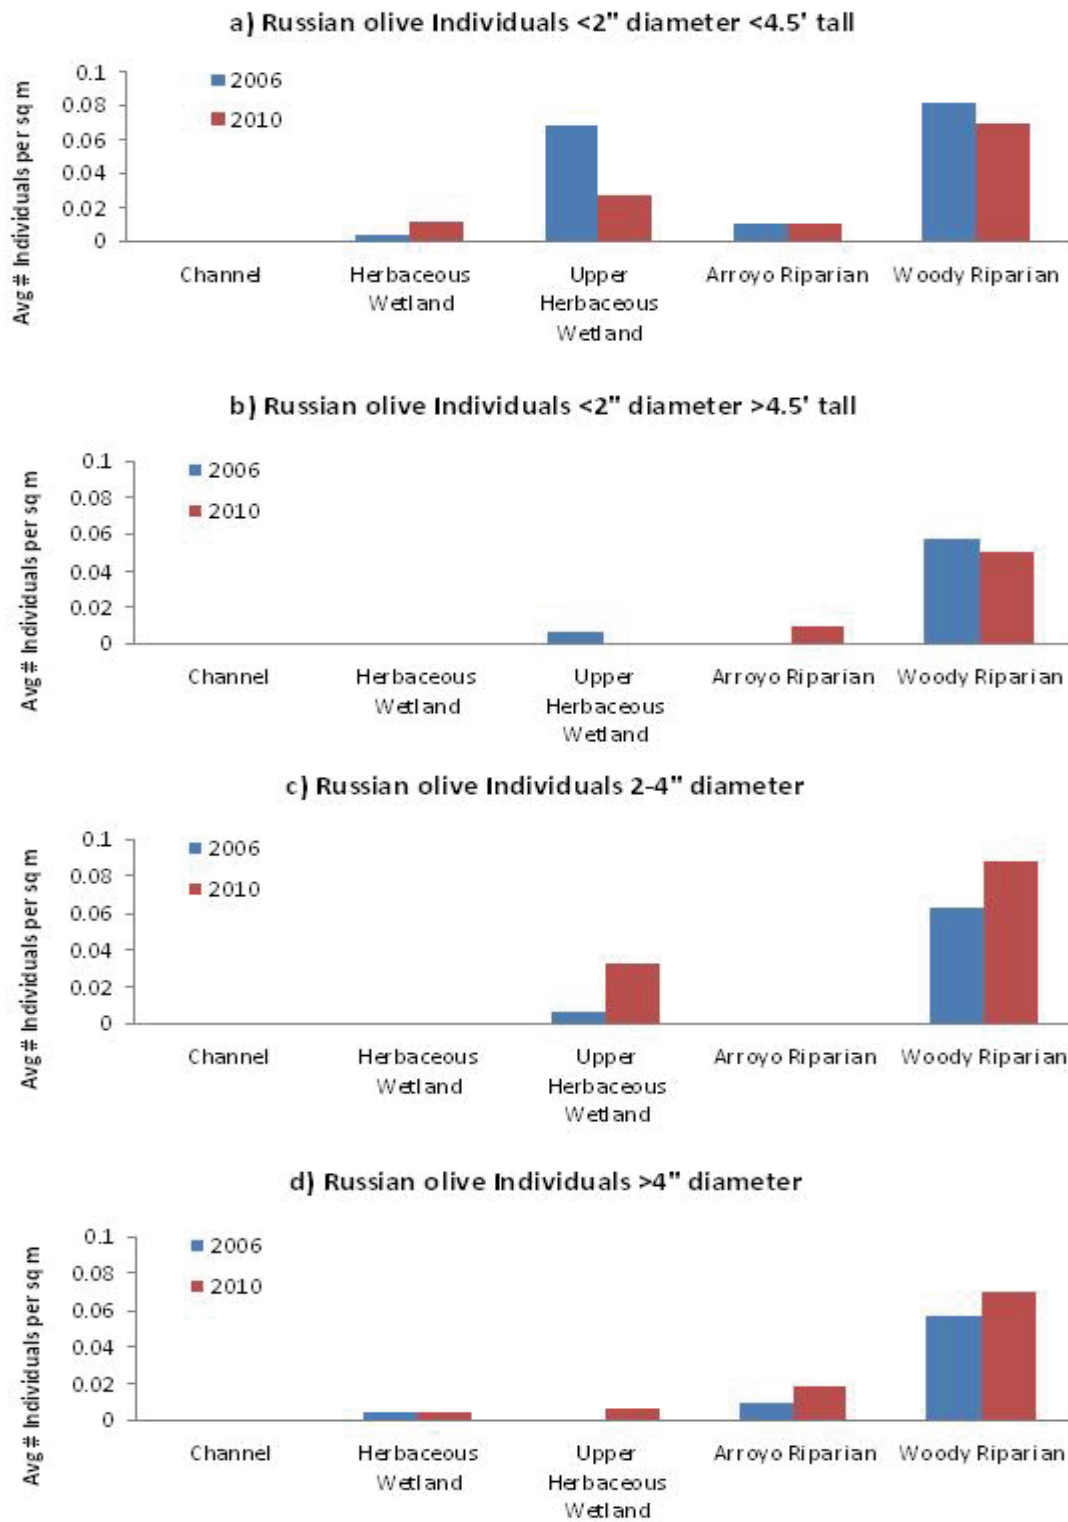 a) Russian olive Individuals <2" diameter <4.5' tall
Avg # Individuals per sq m
0.1
0.08
0.06
0.04
0.02
0
2006
2010
Channel
Herbaceous
Wetland
Upper
Herbaceous
Wetland
Arroyo Riparian
Woody Riparian
b) Russian olive Individuals <2" diameter >4.5' tall
Avg # Individuals per sq m
0.1
0.08
0.06
0.04
0.02
0
2006
2010
Channel
Herbaceous
Wetland
Upper
Herbaceous
Wetland
Arroyo Riparian
Woody Riparian
c) Russian olive Individuals 2-4" diameter
Avg # Individuals per sq m
0.1
0.08
0.06
0.04
0.02
0
2006
2010
Channel
Herbaceous
Wetland
Upper
Herbaceous
Wetland
Arroyo Riparian
Woody Riparian
d) Russian olive Individuals >4" diameter
Avg # Individuals per sq m
0.1
0.08
0.06
0.04
0.02
0
2006
2010
Channel
Herbaceous
Wetland
Upper
Herbaceous
Wetland
Arroyo Riparian
Woody Riparian